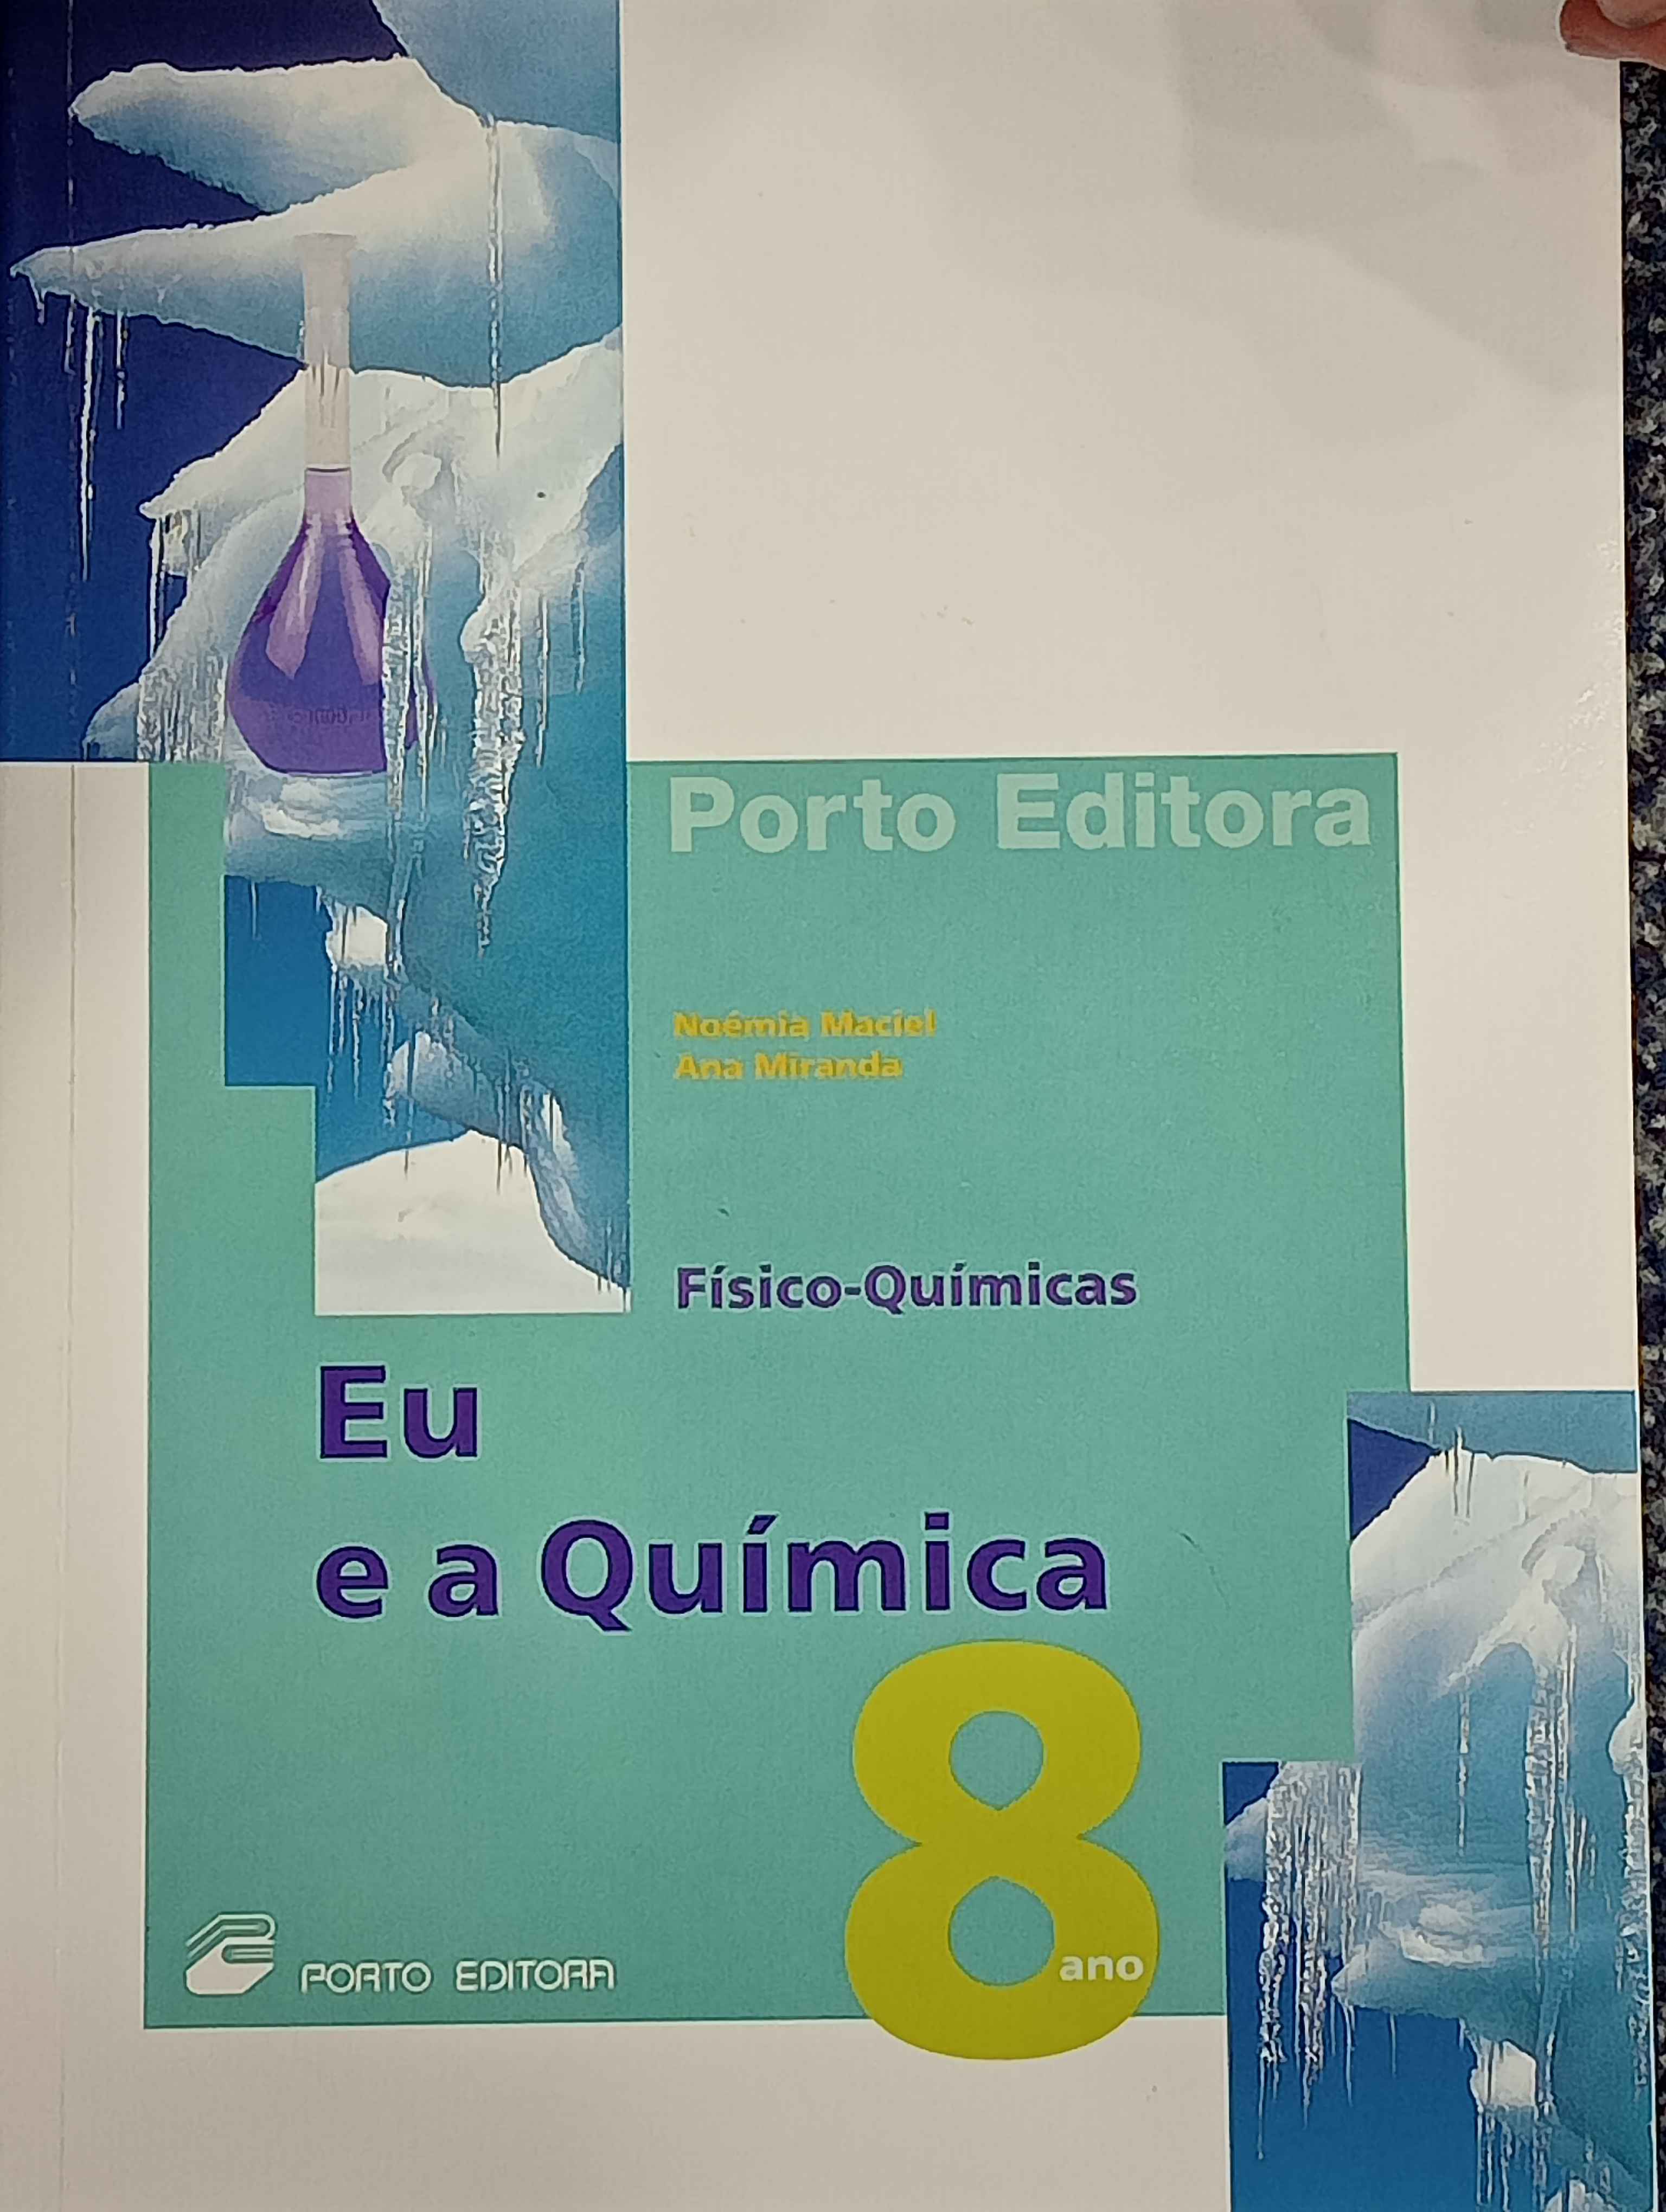 Porto Editora
Noémia Maciel
Ana Miranda
Físico-Químicas
Eu
e a Química
8
ano
PORTO EDITORA